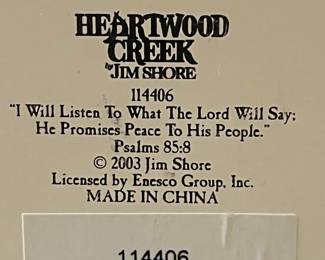 HEARTWOOD
CREEK
by JIM SHORE
114406
"I Will Listen To What The Lord Will Say;
He Promises Peace To His People."
Psalms 85:8
© 2003 Jim Shore
Licensed by Enesco Group, Inc.
MADE IN CHINA
114406